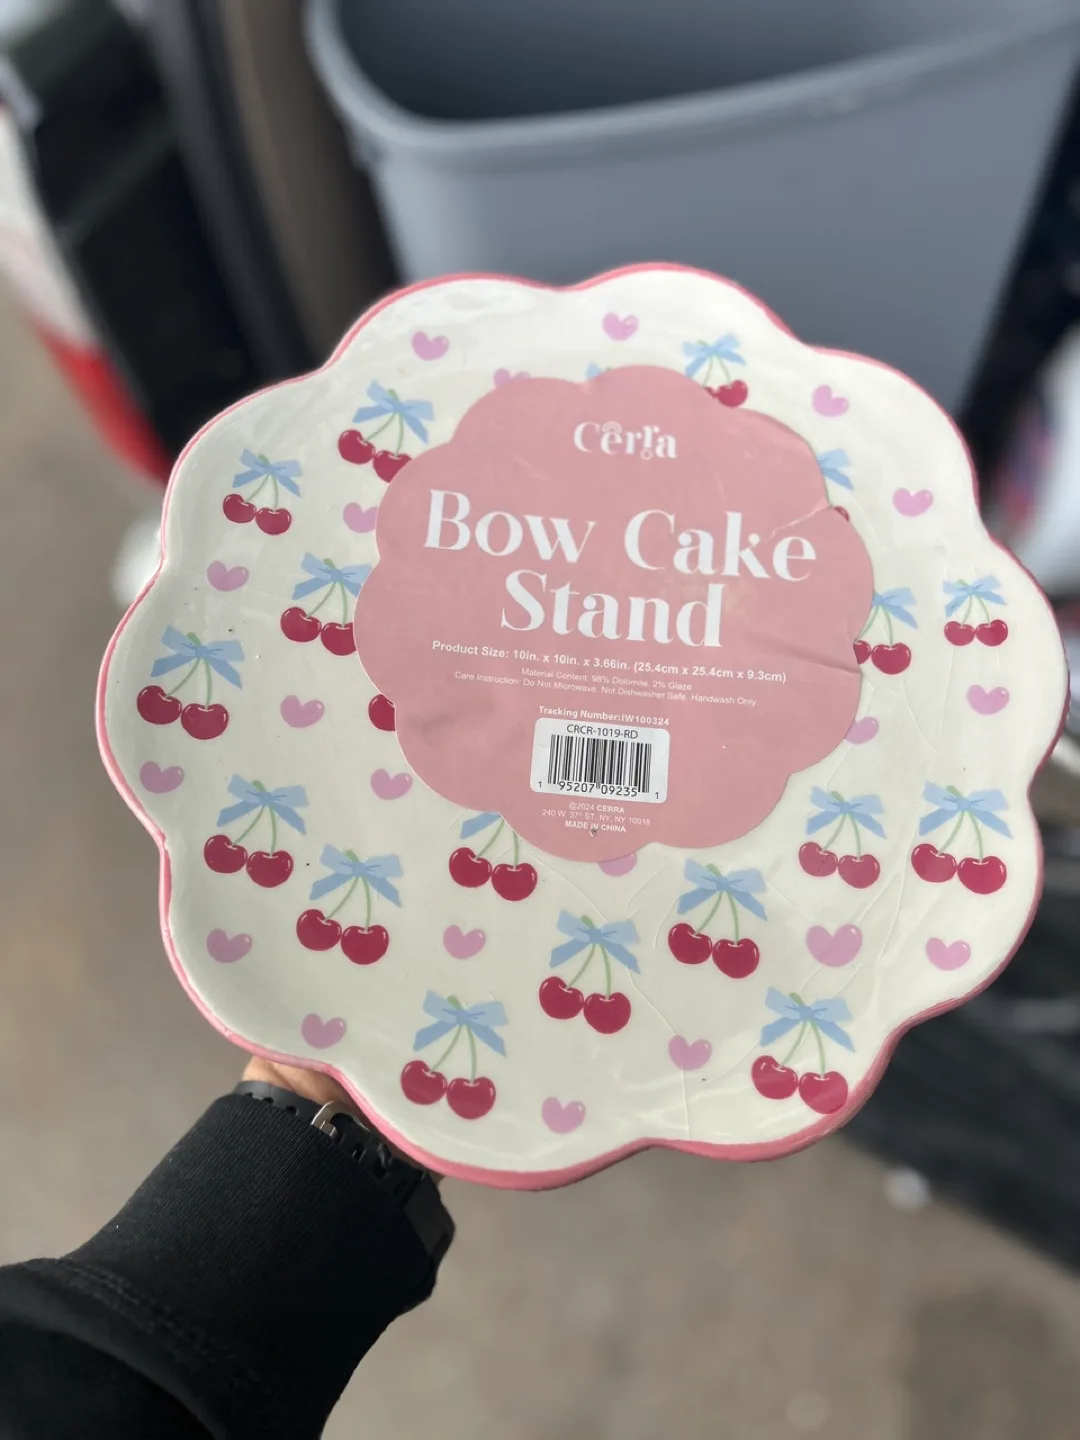 Cerra
Bow Cake
Stand
Product Size: 10in. x 10in. x 3.66in. (25.4cm x 25.4cm x 9.3cm)
Material Content: 98% Dolomite. 2% Glaze
Care Instruction: Do Not Microwave. Not Dishwasher Safe. Handwash Only
Tracking Number:IW100324
CRCR-1019-RD
1 95207 09235 1
@2024 CERRA
240 W. 37th ST. NY, NY 10018
MADE IN CHINA